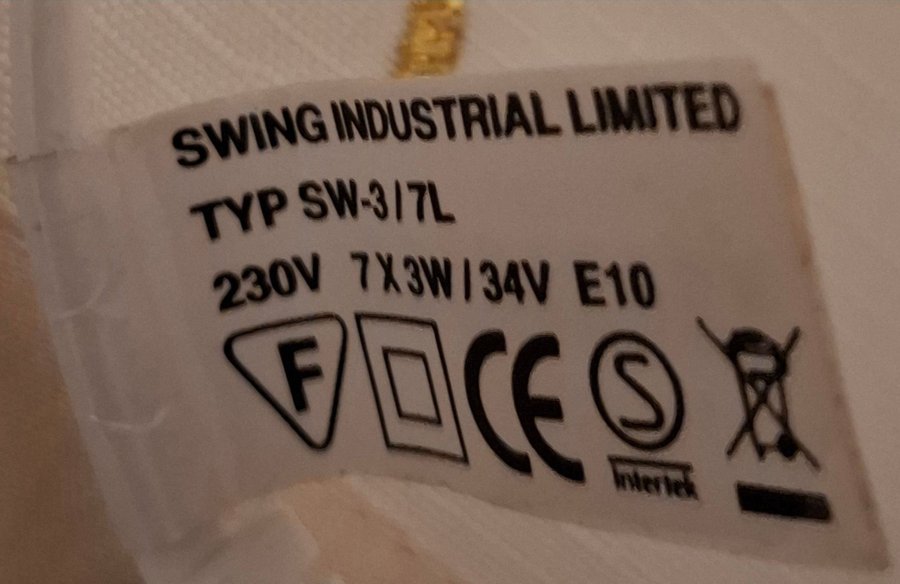 SWING INDUSTRIAL LIMITED
TYP SW-3/7L
230V 7X3W/34V E10
F CE S
Intertek